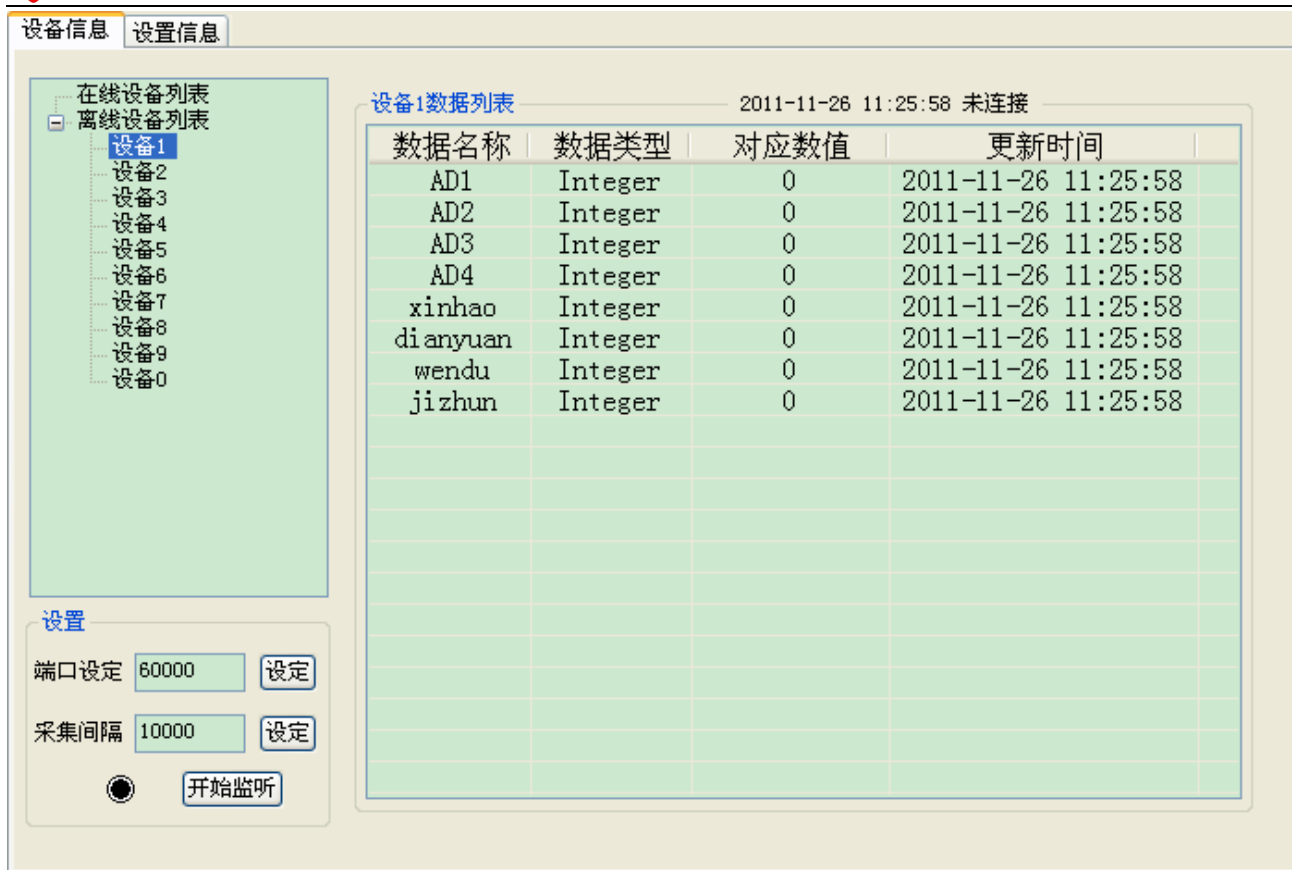 设备信息 设置信息
在线设备列表
离线设备列表
设备1
设备2
设备3
设备4
设备5
设备6
设备7
设备8
设备9
设备0
设置
端口设定 60000 设定
采集间隔 10000 设定
开始监听
设备1数据列表 2011-11-26 11:25:58 未连接
数据名称 数据类型 对应数值 更新时间
AD1 Integer 0 2011-11-26 11:25:58
AD2 Integer 0 2011-11-26 11:25:58
AD3 Integer 0 2011-11-26 11:25:58
AD4 Integer 0 2011-11-26 11:25:58
xinhao Integer 0 2011-11-26 11:25:58
dianyuan Integer 0 2011-11-26 11:25:58
wendu Integer 0 2011-11-26 11:25:58
jizhun Integer 0 2011-11-26 11:25:58